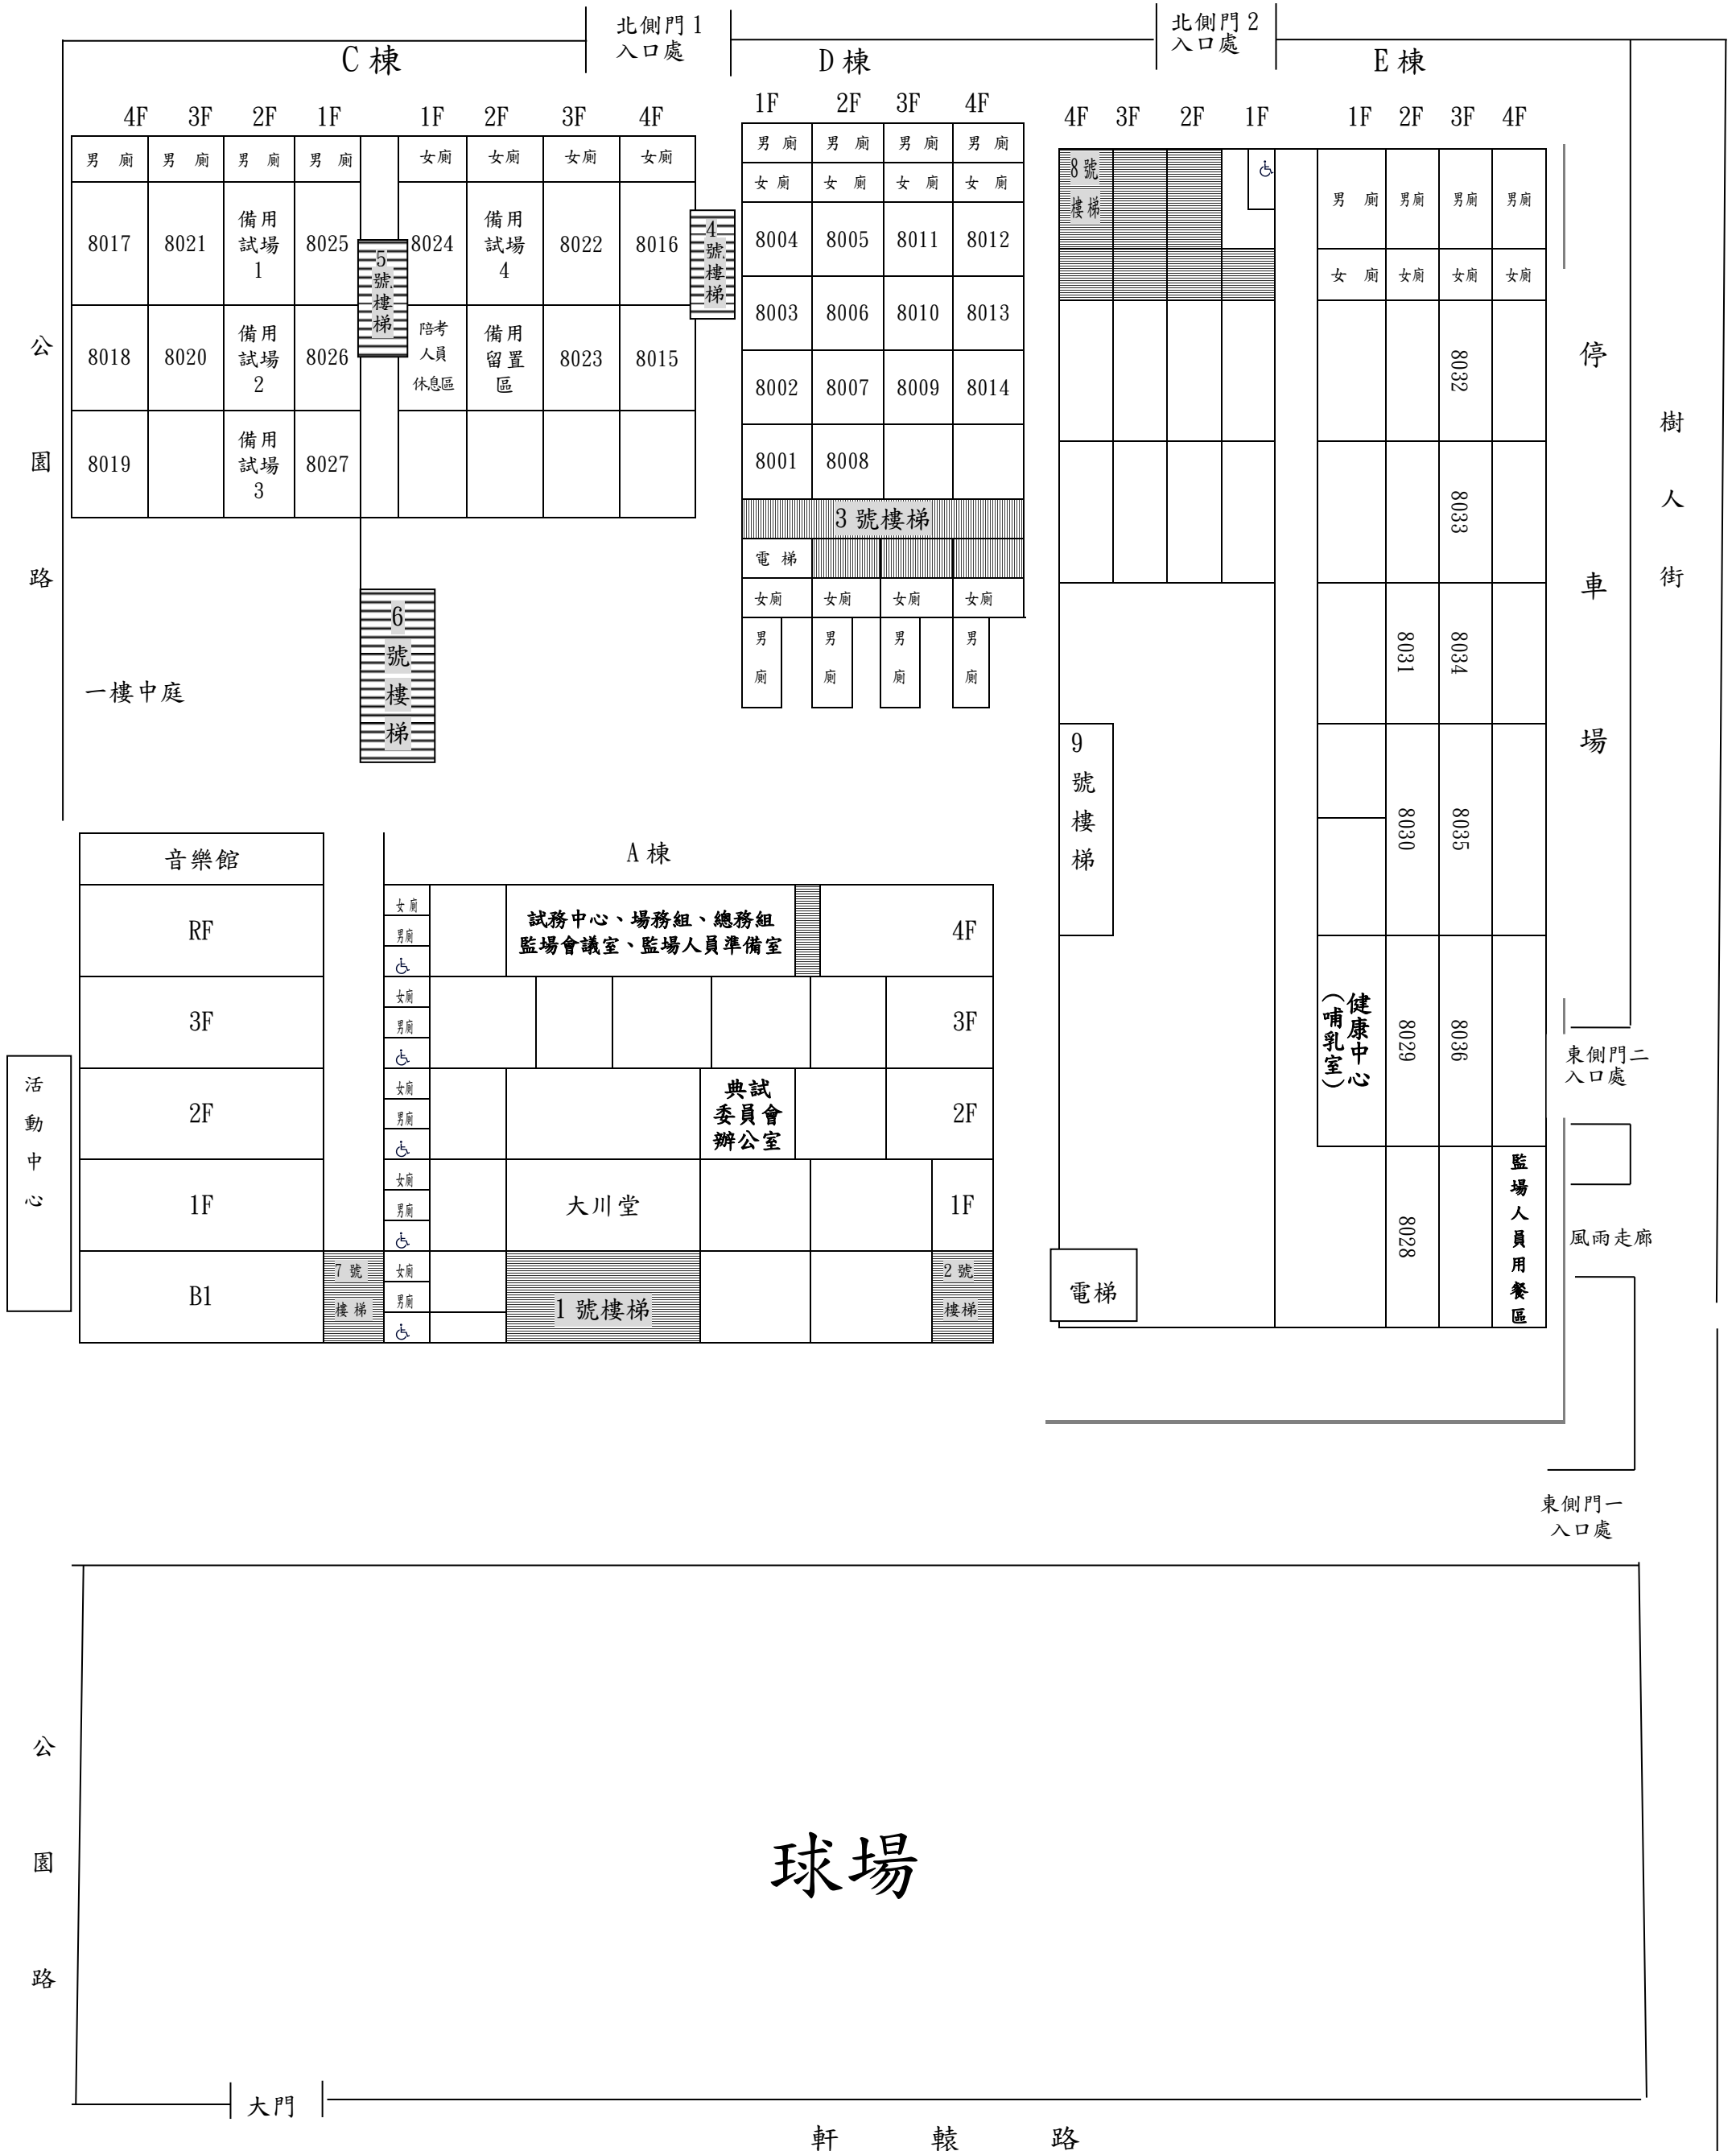 北側門 1
入口處
北側門 2
入口處
C 棟
D 棟
E 棟
4F 3F 2F 1F 1F 2F 3F 4F
1F 2F 3F 4F
4F 3F 2F 1F 1F 2F 3F 4F
男 廁 男 廁 男 廁 男 廁 女廁 女廁 女廁 女廁
8017 8021 備用試場1 8025 8024 備用試場4 8022 8016
8018 8020 備用試場2 8026 陪考人員休息區 備用留置區 8023 8015
8019 備用試場3 8027
5號樓梯
4號樓梯
6號樓梯
一樓中庭
男 廁 男 廁 男 廁 男 廁
女 廁 女 廁 女 廁 女 廁
8004 8005 8011 8012
8003 8006 8010 8013
8002 8007 8009 8014
8001 8008
3 號樓梯
電 梯
女廁 女廁 女廁 女廁
男廁 男廁 男廁 男廁
8 號
樓梯
男 廁 男廁 男廁 男廁
女 廁 女廁 女廁 女廁
8032
8033
8031 8034
8030 8035
8029 8036
8028
9號樓梯
電梯
健康中心
(哺乳室)
監場人員用餐區
停車場
樹人街
公園路
東側門二
入口處
風雨走廊
東側門一
入口處
音樂館
RF
3F
2F
1F
B1
活動中心
A 棟
女廁
男廁
試務中心、場務組、總務組
監場會議室、監場人員準備室
4F
女廁
男廁
3F
女廁
男廁
典試
委員會
辦公室
2F
女廁
男廁
大川堂
1F
7 號
樓梯
女廁
男廁
1 號樓梯
2 號
樓梯
公園路
球場
大門
軒轅路